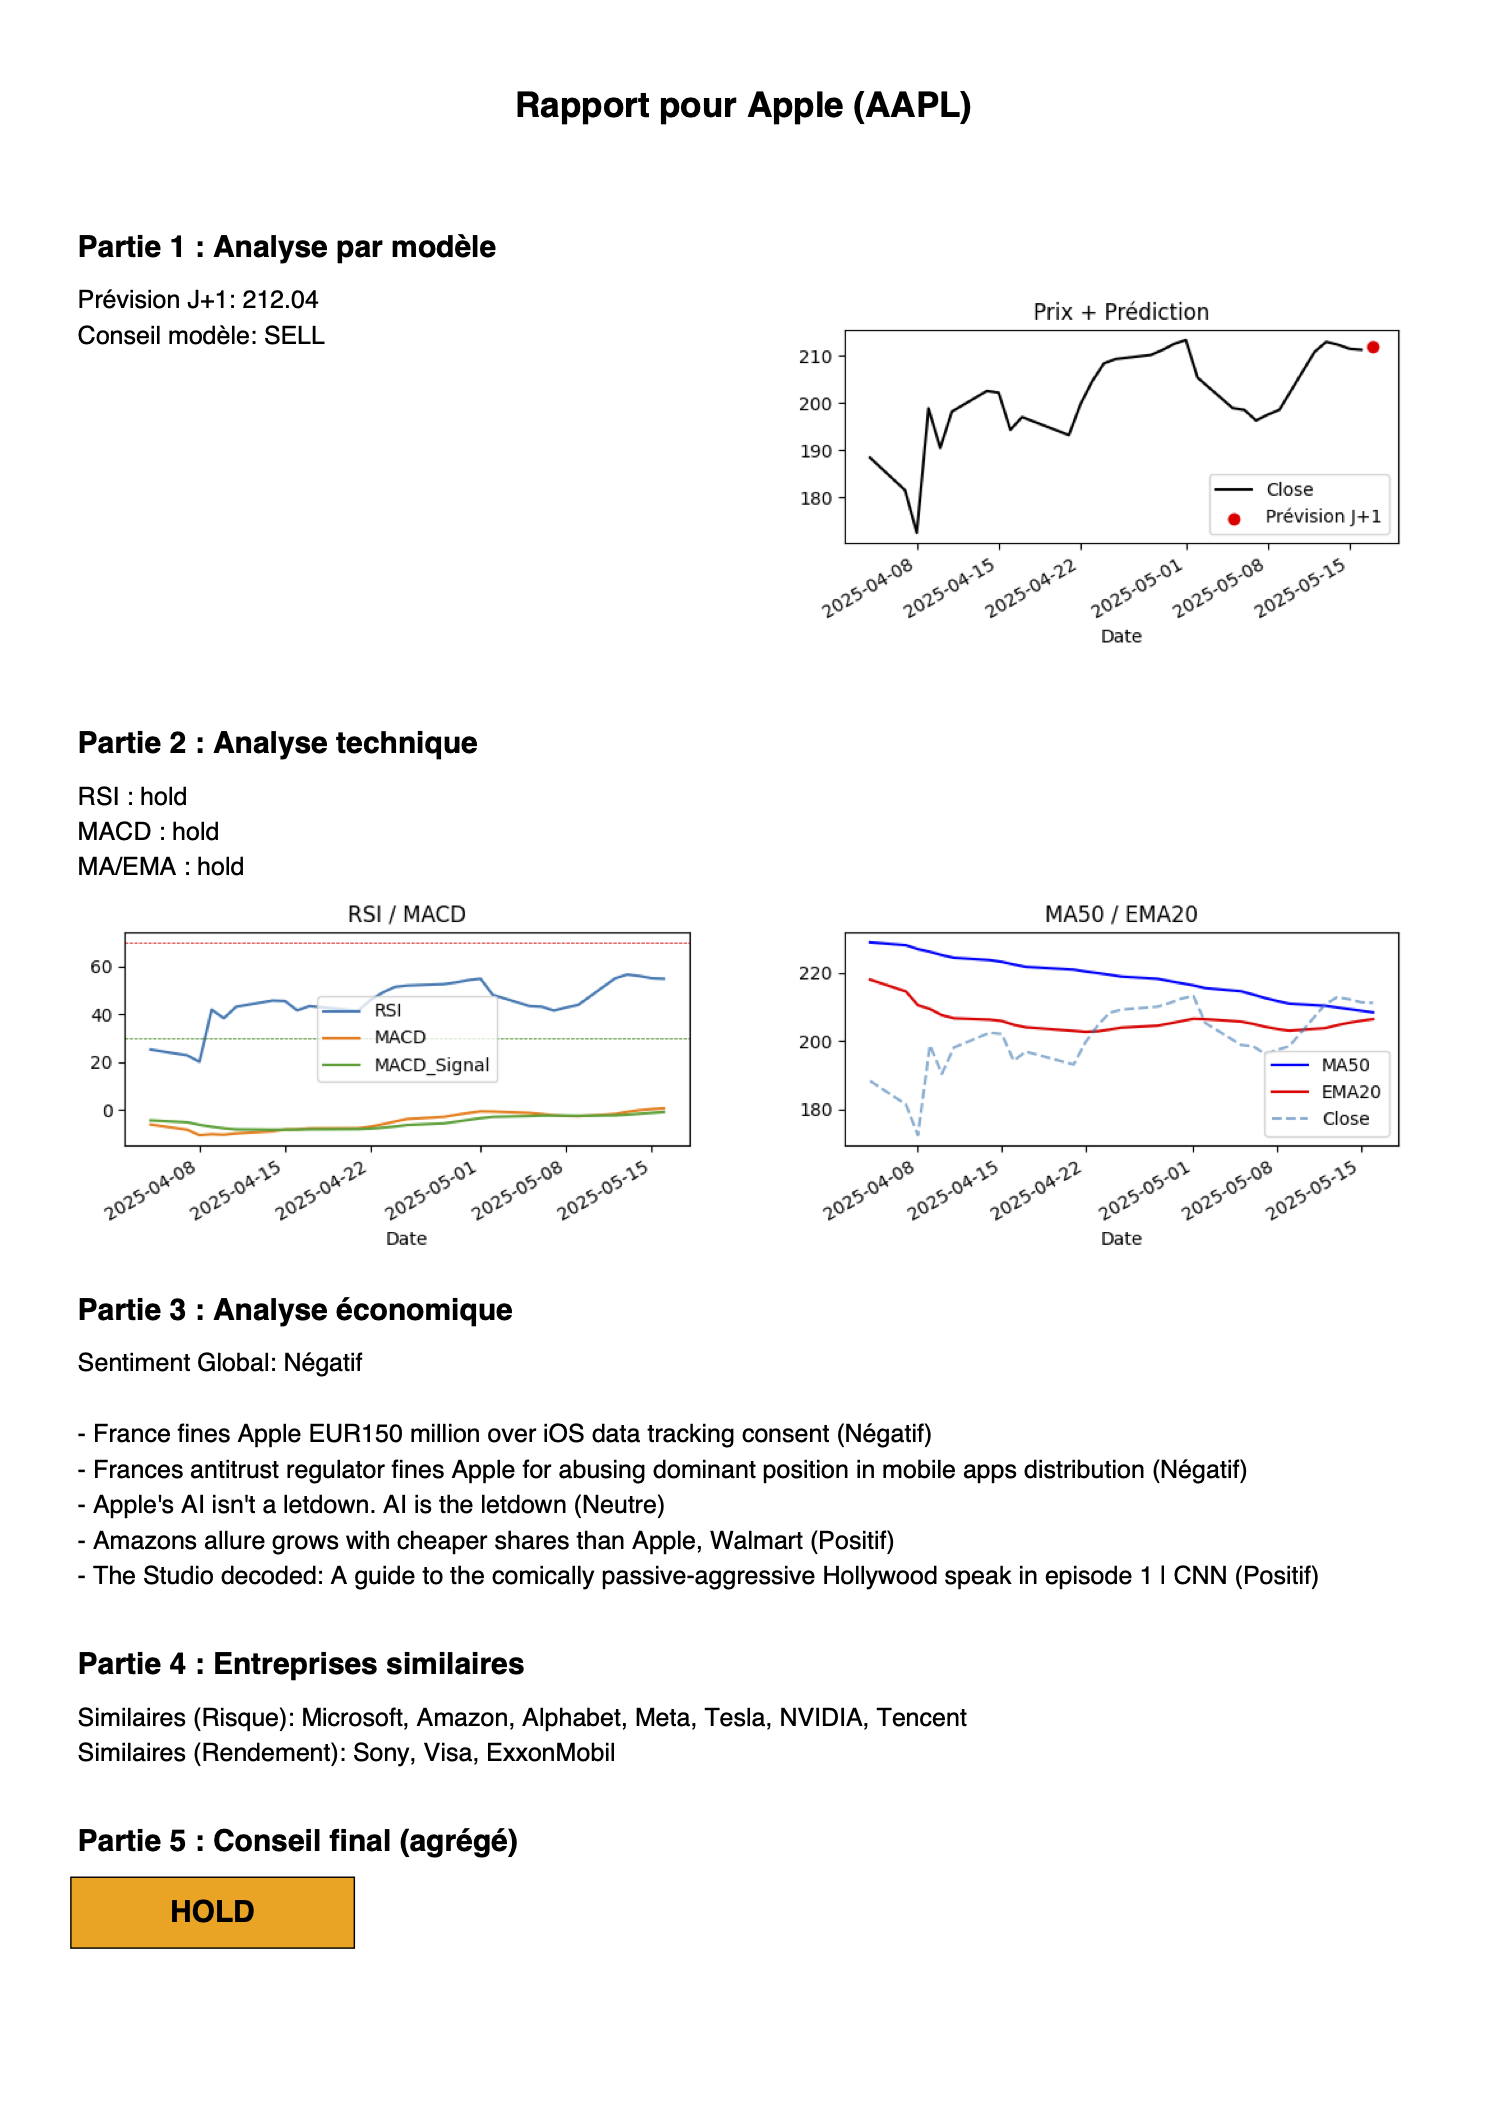 Rapport pour Apple (AAPL)
Partie 1 : Analyse par modèle
Prévision J+1: 212.04
Conseil modèle: SELL
Prix + Prédiction
210
200
190
180
Close
Prévision J+1
2025-04-08
2025-04-15
2025-04-22
2025-05-01
2025-05-08
2025-05-15
Date
Partie 2 : Analyse technique
RSI : hold
MACD : hold
MA/EMA : hold
RSI / MACD
60
40
20
0
RSI
MACD
MACD_Signal
2025-04-08
2025-04-15
2025-04-22
2025-05-01
2025-05-08
2025-05-15
Date
MA50 / EMA20
220
200
180
MA50
EMA20
Close
2025-04-08
2025-04-15
2025-04-22
2025-05-01
2025-05-08
2025-05-15
Date
Partie 3 : Analyse économique
Sentiment Global: Négatif
- France fines Apple EUR150 million over iOS data tracking consent (Négatif)
- Frances antitrust regulator fines Apple for abusing dominant position in mobile apps distribution (Négatif)
- Apple's AI isn't a letdown. AI is the letdown (Neutre)
- Amazons allure grows with cheaper shares than Apple, Walmart (Positif)
- The Studio decoded: A guide to the comically passive-aggressive Hollywood speak in episode 1 | CNN (Positif)
Partie 4 : Entreprises similaires
Similaires (Risque): Microsoft, Amazon, Alphabet, Meta, Tesla, NVIDIA, Tencent
Similaires (Rendement): Sony, Visa, ExxonMobil
Partie 5 : Conseil final (agrégé)
HOLD